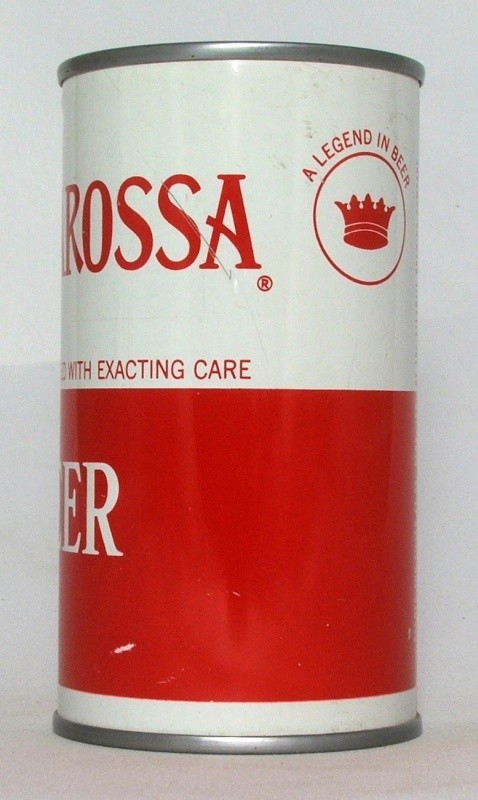 A LEGEND IN BEER
ROSSA ®
WITH EXACTING CARE
ER